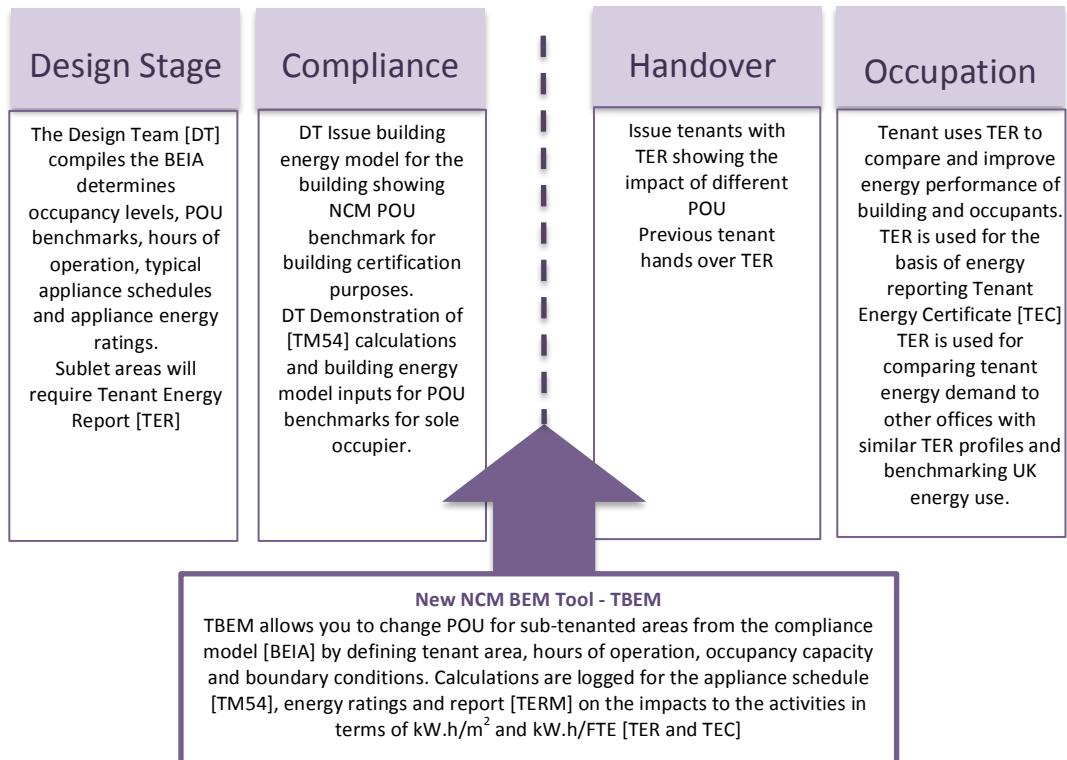 Design Stage
The Design Team [DT]
compiles the BEIA
determines
occupancy levels, POU
benchmarks, hours of
operation, typical
appliance schedules
and appliance energy
ratings.
Sublet areas will
require Tenant Energy
Report [TER]
Compliance
DT Issue building
energy model for the
building showing
NCM POU
benchmark for
building certification
purposes.
DT Demonstration of
[TM54] calculations
and building energy
model inputs for POU
benchmarks for sole
occupier.
Handover
Issue tenants with
TER showing the
impact of different
POU
Previous tenant
hands over TER
Occupation
Tenant uses TER to
compare and improve
energy performance of
building and occupants.
TER is used for the
basis of energy
reporting Tenant
Energy Certificate [TEC]
TER is used for
comparing tenant
energy demand to
other offices with
similar TER profiles and
benchmarking UK
energy use.
New NCM BEM Tool - TBEM
TBEM allows you to change POU for sub-tenanted areas from the compliance
model [BEIA] by defining tenant area, hours of operation, occupancy capacity
and boundary conditions. Calculations are logged for the appliance schedule
[TM54], energy ratings and report [TERM] on the impacts to the activities in
terms of kW.h/m² and kW.h/FTE [TER and TEC]